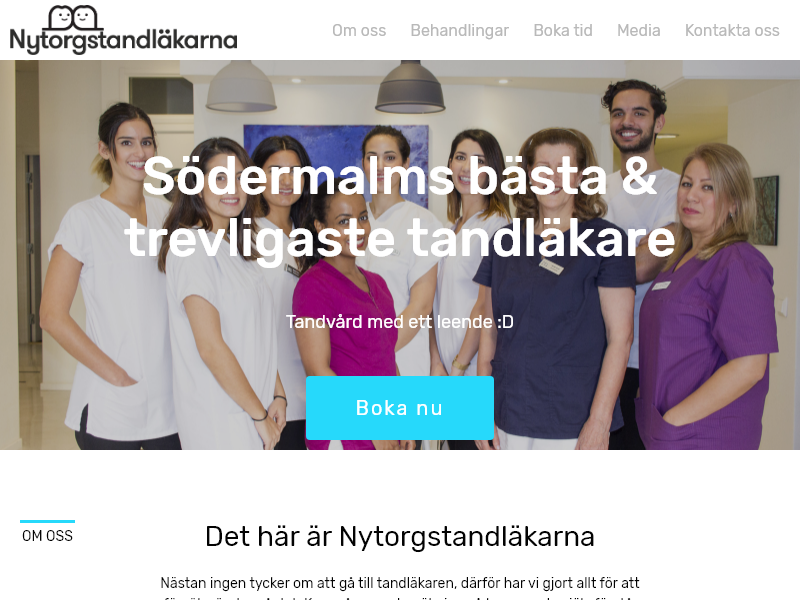 Nytorgstandläkarna
Om oss Behandlingar Boka tid Media Kontakta oss
Södermalms bästa &
trevligaste tandläkare
Tandvård med ett leende :D
Boka nu
OM OSS
Det här är Nytorgstandläkarna
Nästan ingen tycker om att gå till tandläkaren, därför har vi gjort allt för att